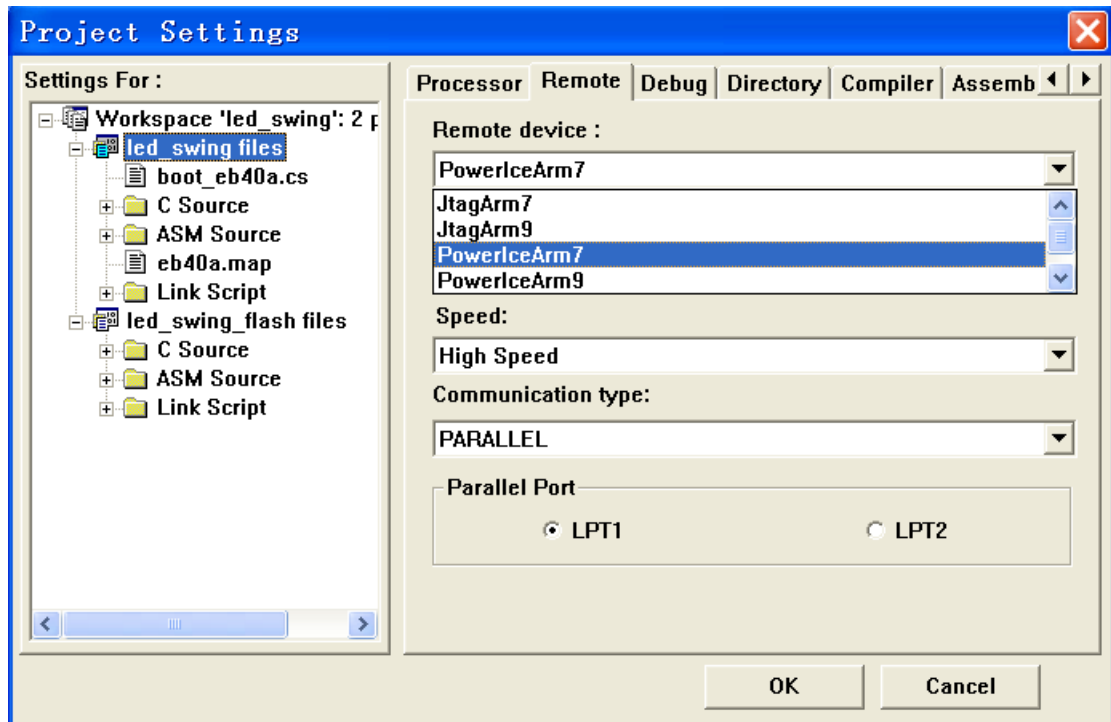 Project Settings
Settings For :
Workspace 'led_swing': 2 p
led_swing files
boot_eb40a.cs
C Source
ASM Source
eb40a.map
Link Script
led_swing_flash files
C Source
ASM Source
Link Script
Processor Remote Debug Directory Compiler Assemb
Remote device :
PowerIceArm7
JtagArm7
JtagArm9
PowerIceArm7
PowerIceArm9
Speed:
High Speed
Communication type:
PARALLEL
Parallel Port
LPT1 LPT2
OK Cancel